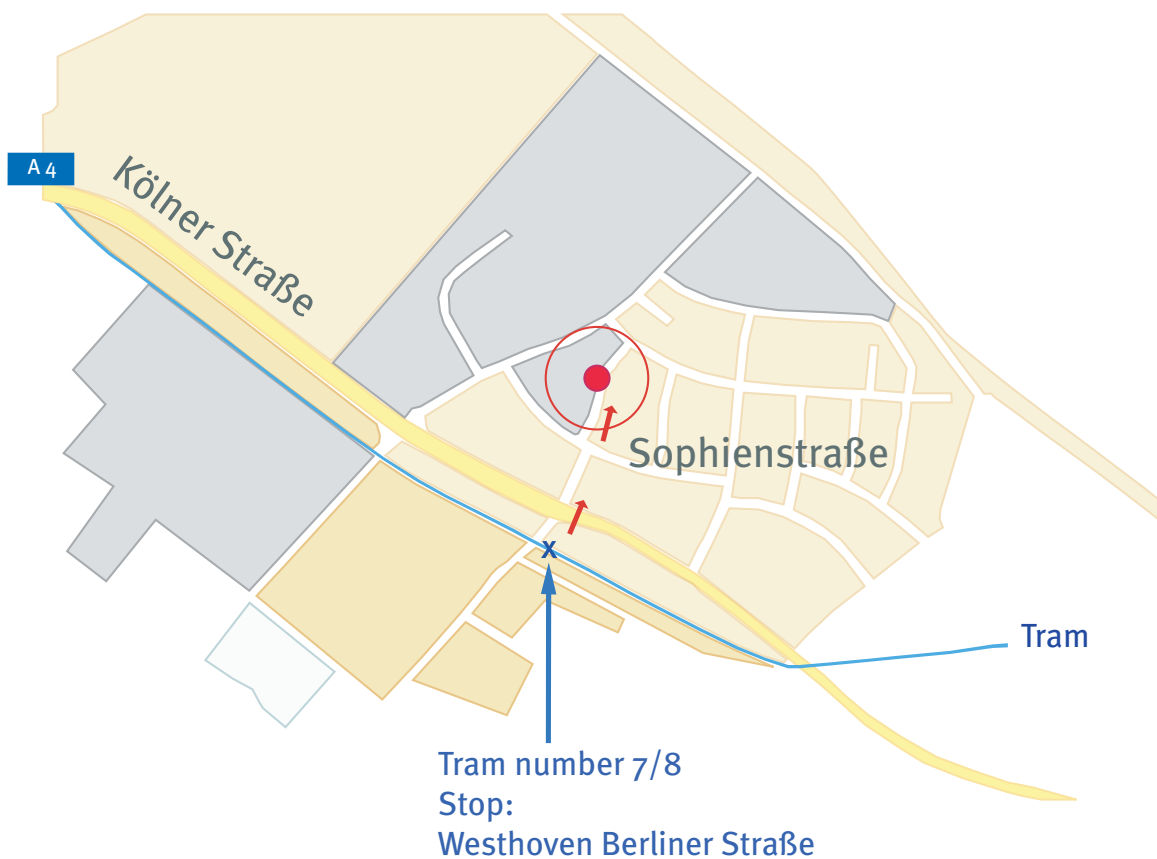 A 4
Kölner Straße
Sophienstraße
x
Tram
Tram number 7/8
Stop:
Westhoven Berliner Straße